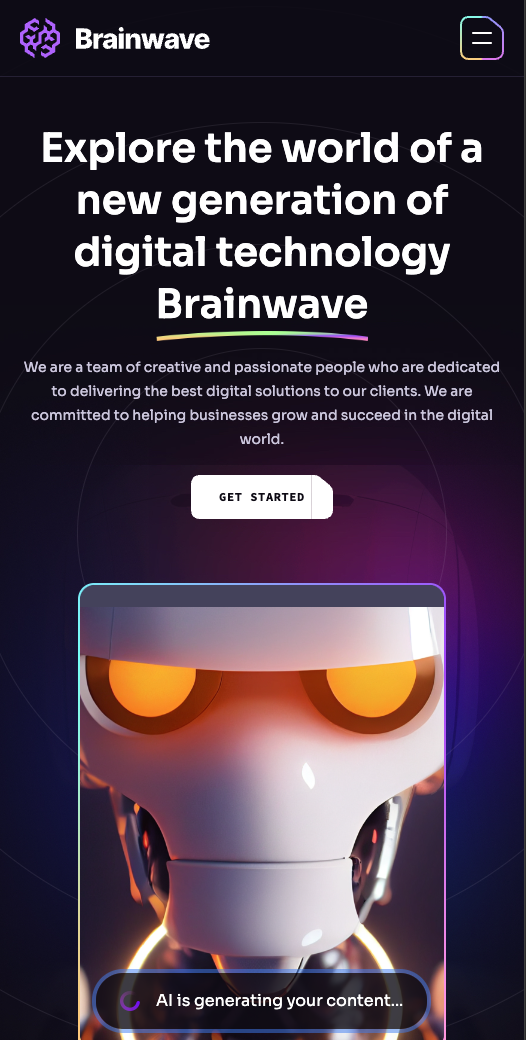 Brainwave
Explore the world of a
new generation of
digital technology
Brainwave
We are a team of creative and passionate people who are dedicated
to delivering the best digital solutions to our clients. We are
committed to helping businesses grow and succeed in the digital
world.
GET STARTED
AI is generating your content...